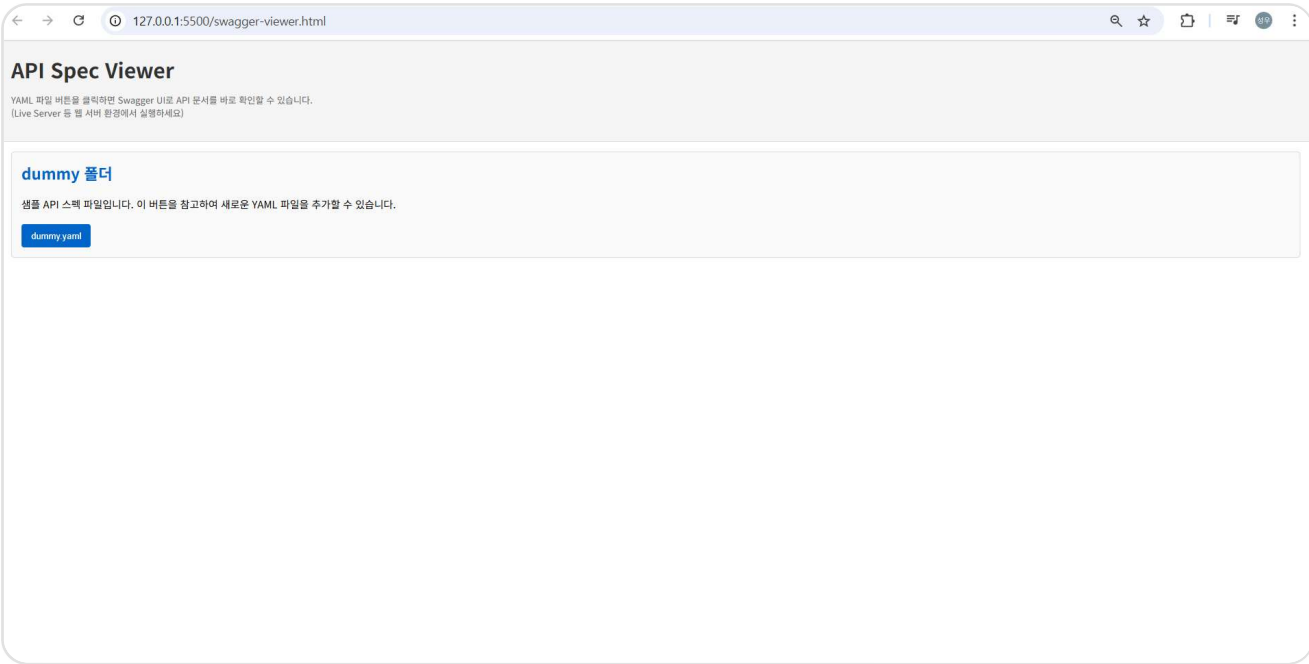 127.0.0.1:5500/swagger-viewer.html
성우
API Spec Viewer
YAML 파일 버튼을 클릭하면 Swagger UI로 API 문서를 바로 확인할 수 있습니다.
(Live Server 등 웹 서버 환경에서 실행하세요)
dummy 폴더
샘플 API 스펙 파일입니다. 이 버튼을 참고하여 새로운 YAML 파일을 추가할 수 있습니다.
dummy.yaml